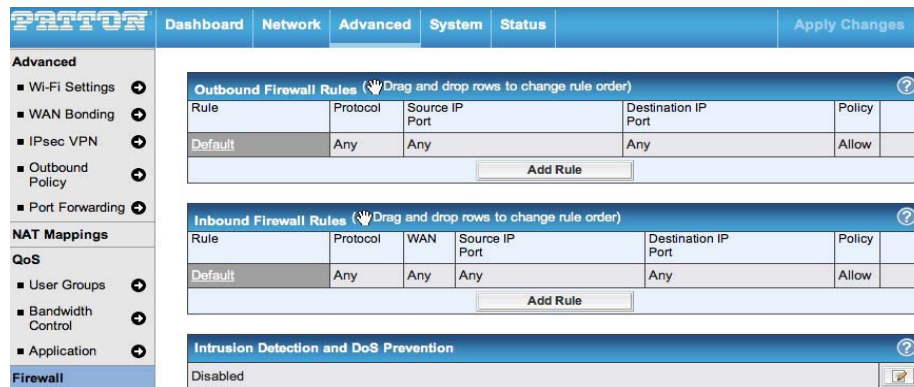 PATTON
Dashboard Network Advanced System Status Apply Changes
Advanced
Wi-Fi Settings
WAN Bonding
IPsec VPN
Outbound
Policy
Port Forwarding
NAT Mappings
QoS
User Groups
Bandwidth
Control
Application
Firewall
Outbound Firewall Rules (Drag and drop rows to change rule order) ?
Rule Protocol Source IP Destination IP Policy
Port Port
Default Any Any Any Allow
Add Rule
Inbound Firewall Rules (Drag and drop rows to change rule order) ?
Rule Protocol WAN Source IP Destination IP Policy
Port Port
Default Any Any Any Any Allow
Add Rule
Intrusion Detection and DoS Prevention ?
Disabled